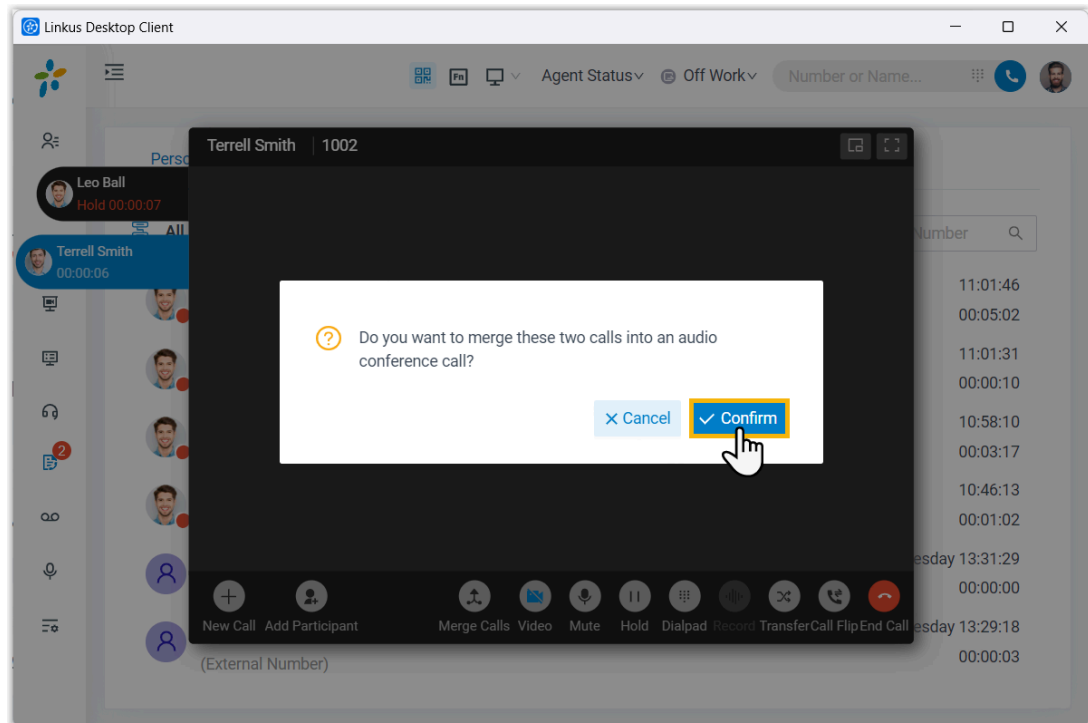 Linkus Desktop Client
Fn
Agent Status
Off Work
Number or Name...
Terrell Smith
1002
Leo Ball
Hold 00:00:07
All
Number
Terrell Smith
00:00:06
11:01:46
00:05:02
Do you want to merge these two calls into an audio
conference call?
11:01:31
00:00:10
Cancel
Confirm
10:58:10
2
00:03:17
10:46:13
00:01:02
13:31:29
00:00:00
New Call
Add Participant
Merge Calls
Video
Mute
Hold
Dialpad
Record
Transfer
Call Flip
End Call
13:29:18
(External Number)
00:00:03